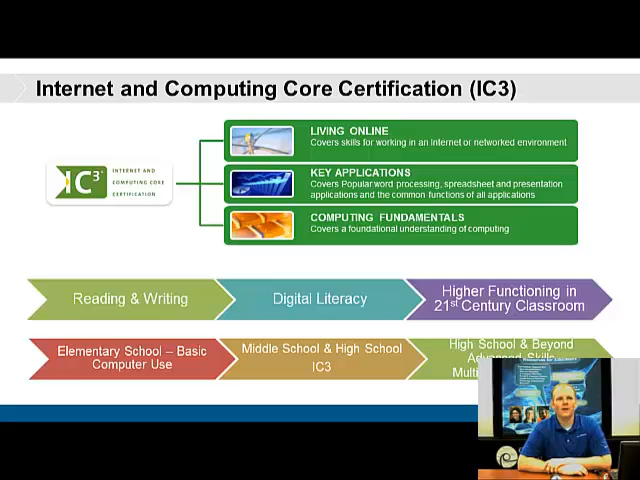 Internet and Computing Core Certification (IC3)
LIVING ONLINE
Covers skills for working in an Internet or networked environment
IC³
INTERNET AND
COMPUTING CORE
CERTIFICATION
KEY APPLICATIONS
Covers Popular word processing, spreadsheet and presentation
applications and the common functions of all applications
COMPUTING FUNDAMENTALS
Covers a foundational understanding of computing
Reading & Writing
Digital Literacy
Higher Functioning in
21st Century Classroom
Elementary School – Basic
Computer Use
Middle School & High School
IC3
High School & Beyond
Advanced Skills